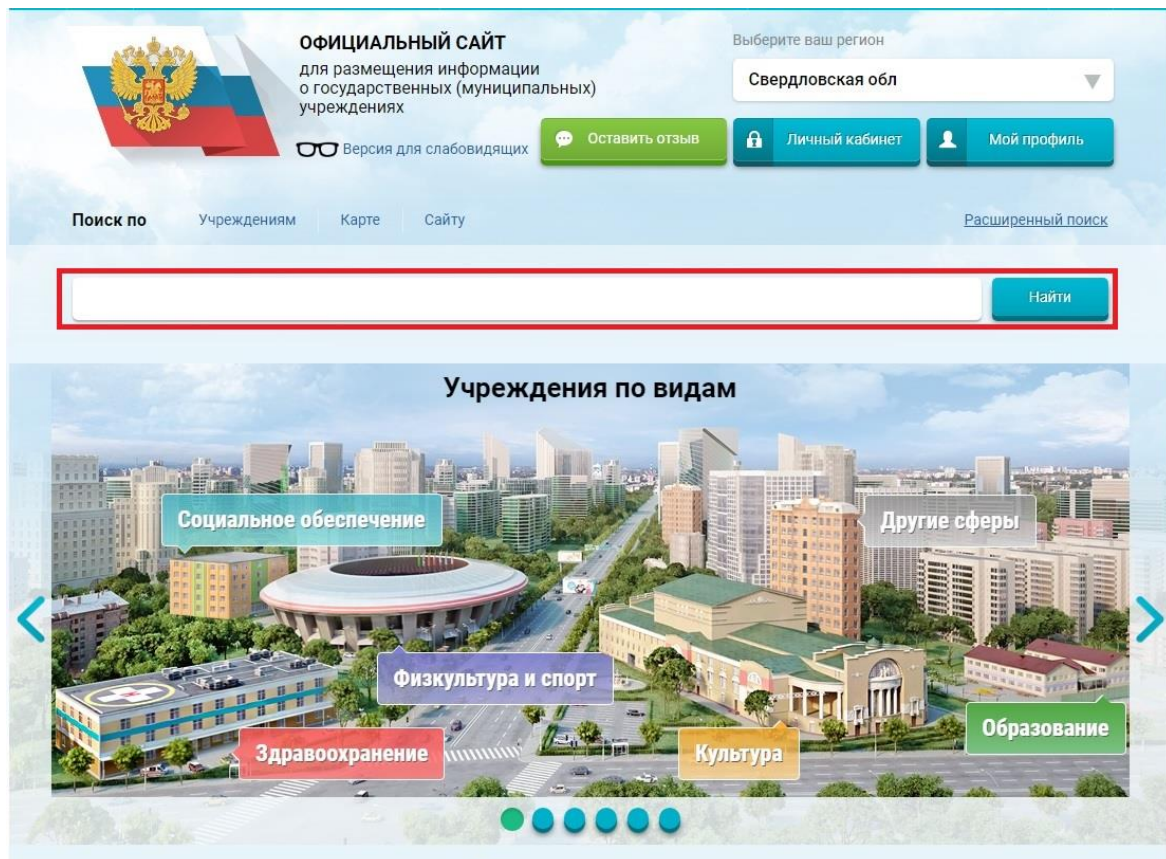 ОФИЦИАЛЬНЫЙ САЙТ
для размещения информации
о государственных (муниципальных)
учреждениях
Версия для слабовидящих
Выберите ваш регион
Свердловская обл
Оставить отзыв
Личный кабинет
Мой профиль
Поиск по Учреждениям Карте Сайту Расширенный поиск
Найти
Учреждения по видам
Социальное обеспечение
Другие сферы
Физкультура и спорт
Образование
Здравоохранение
Культура